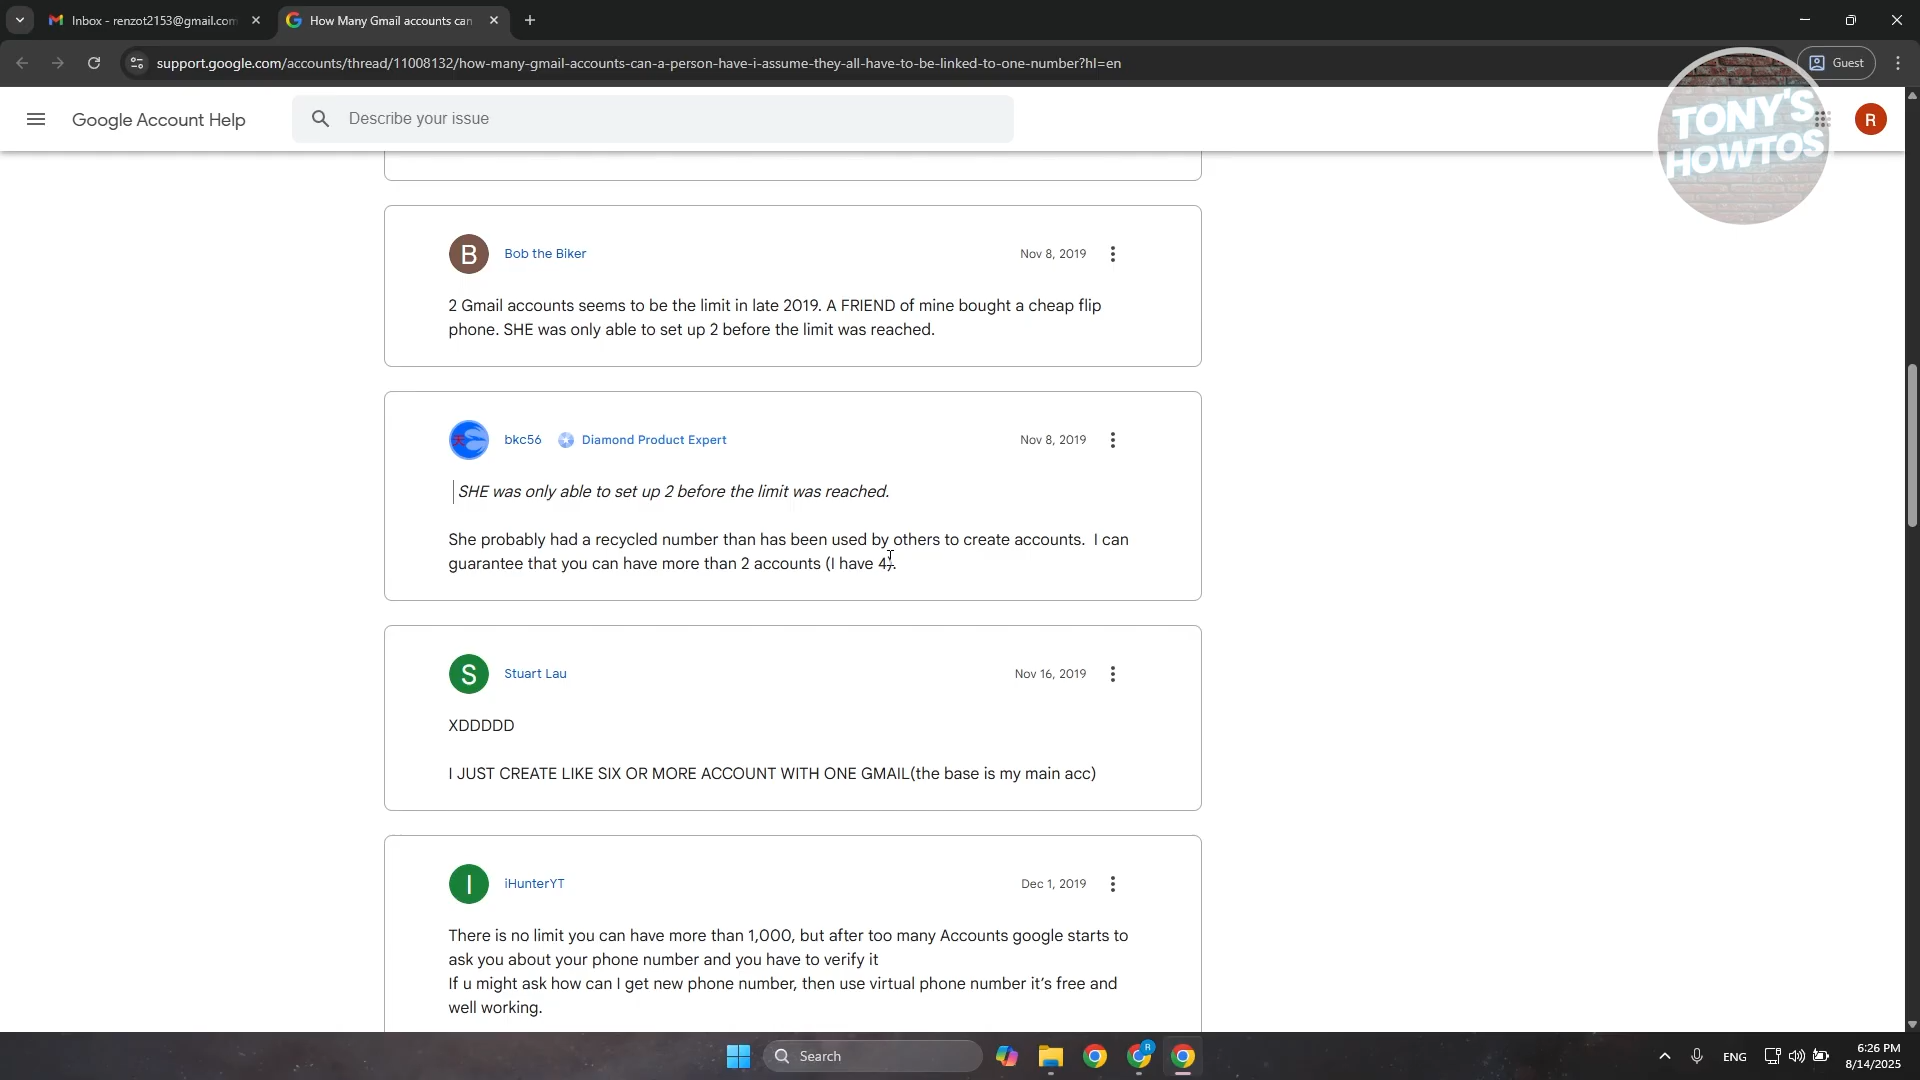 Inbox - renzot2153@gmail.com
How Many Gmail accounts can
support.google.com/accounts/thread/11008132/how-many-gmail-accounts-can-a-person-have-i-assume-they-all-have-to-be-linked-to-one-number?hl=en
Guest
Google Account Help
Describe your issue
R
TONY'S
HOWTOS
B
Bob the Biker
Nov 8, 2019
2 Gmail accounts seems to be the limit in late 2019. A FRIEND of mine bought a cheap flip
phone. SHE was only able to set up 2 before the limit was reached.
bkc56
Diamond Product Expert
Nov 8, 2019
SHE was only able to set up 2 before the limit was reached.
She probably had a recycled number than has been used by others to create accounts. I can
guarantee that you can have more than 2 accounts (I have 4).
S
Stuart Lau
Nov 16, 2019
XDDDDD
I JUST CREATE LIKE SIX OR MORE ACCOUNT WITH ONE GMAIL(the base is my main acc)
I
iHunterYT
Dec 1, 2019
There is no limit you can have more than 1,000, but after too many Accounts google starts to
ask you about your phone number and you have to verify it
If u might ask how can I get new phone number, then use virtual phone number it's free and
well working.
Search
R
ENG
6:26 PM
8/14/2025